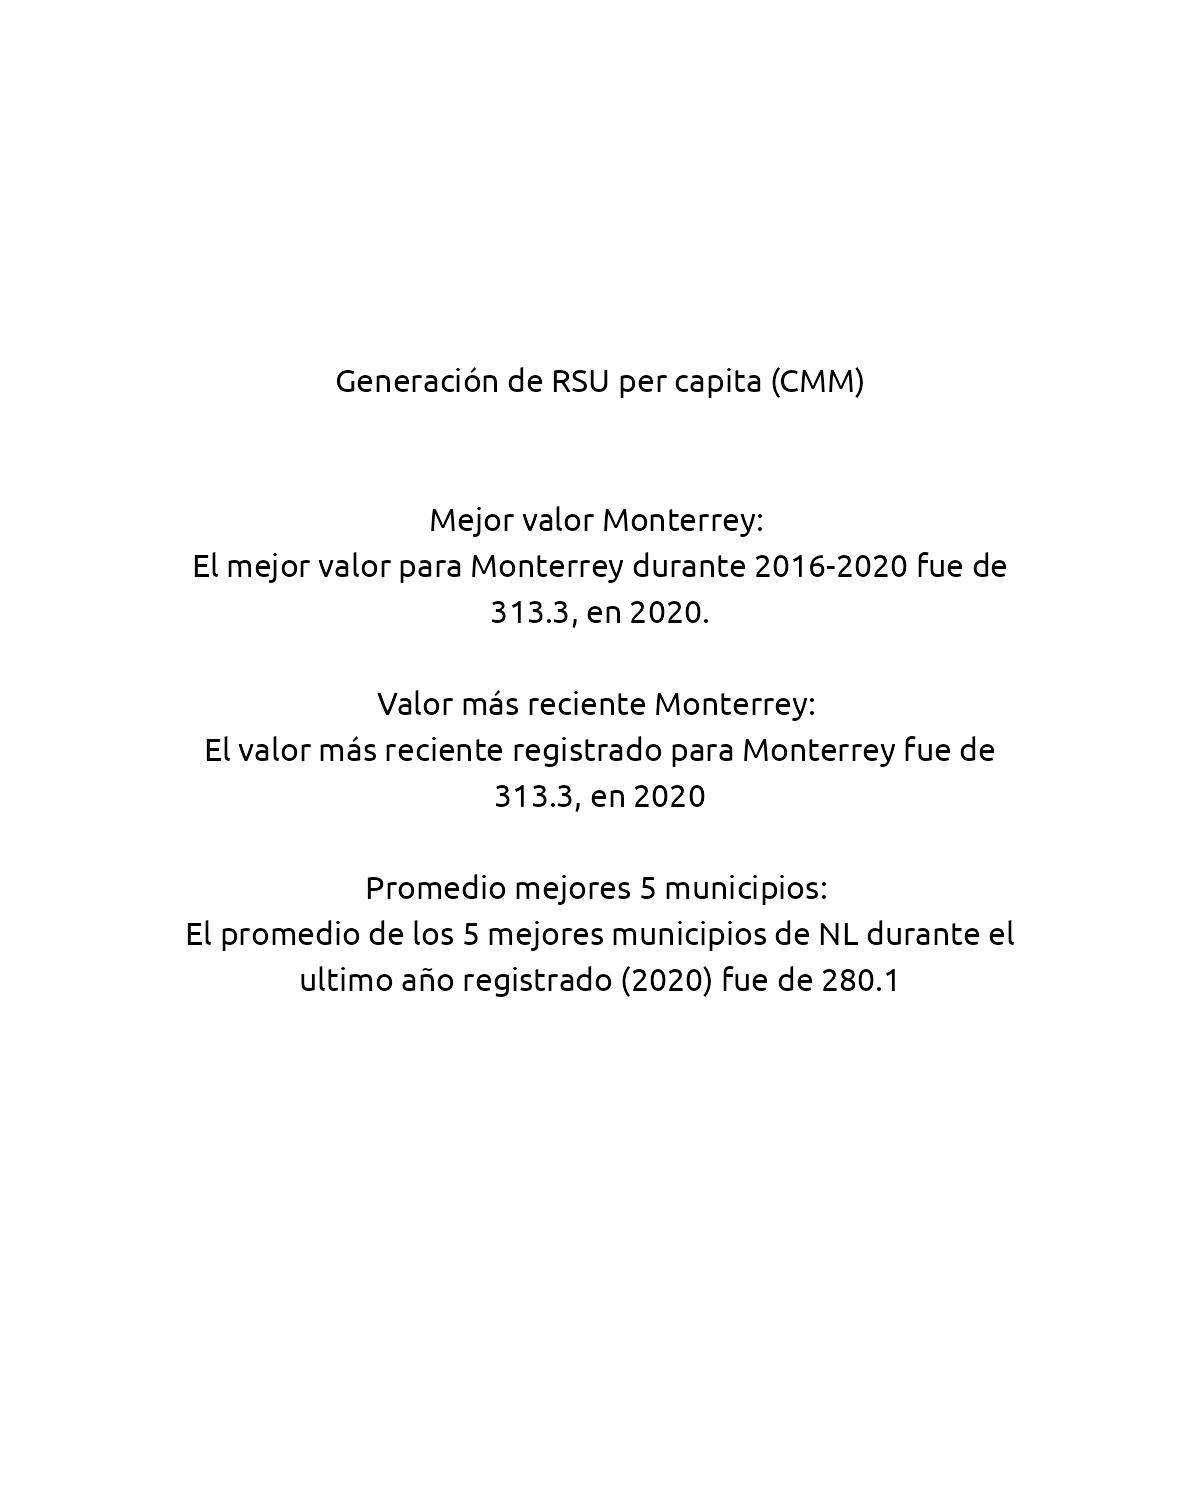 Generación de RSU per capita (CMM)
Mejor valor Monterrey:
El mejor valor para Monterrey durante 2016-2020 fue de
313.3, en 2020.
Valor más reciente Monterrey:
El valor más reciente registrado para Monterrey fue de
313.3, en 2020
Promedio mejores 5 municipios:
El promedio de los 5 mejores municipios de NL durante el
ultimo año registrado (2020) fue de 280.1